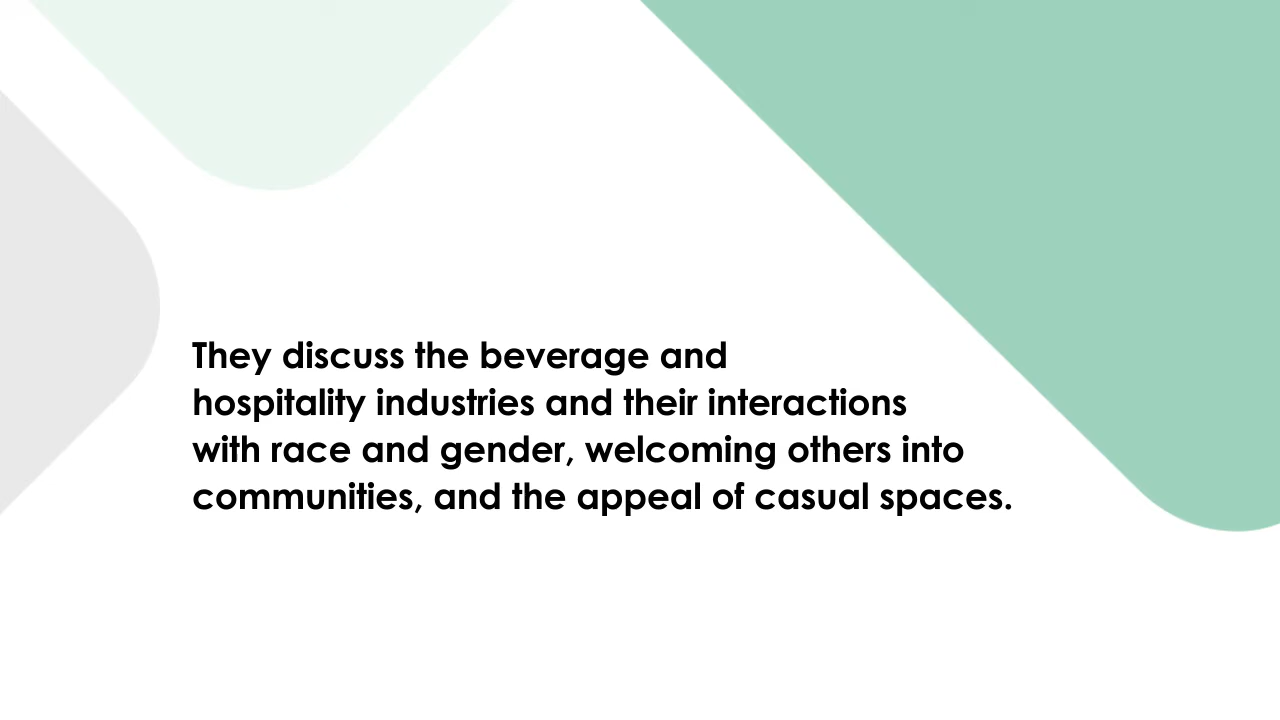 They discuss the beverage and
hospitality industries and their interactions
with race and gender, welcoming others into
communities, and the appeal of casual spaces.